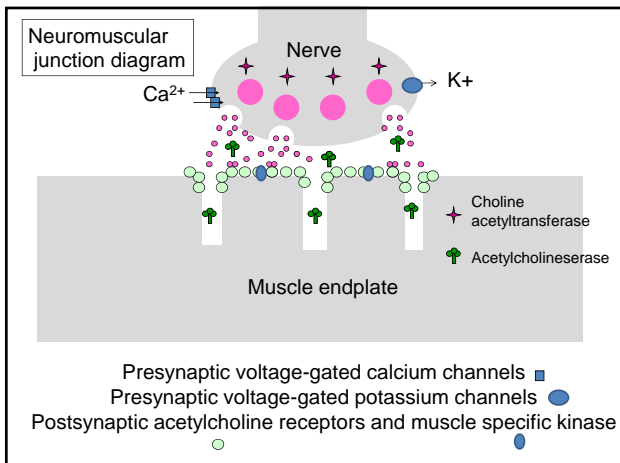 Neuromuscular
junction diagram
Nerve
Ca²⁺
K+
Choline
acetyltransferase
Acetylcholineserase
Muscle endplate
Presynaptic voltage-gated calcium channels
Presynaptic voltage-gated potassium channels
Postsynaptic acetylcholine receptors and muscle specific kinase